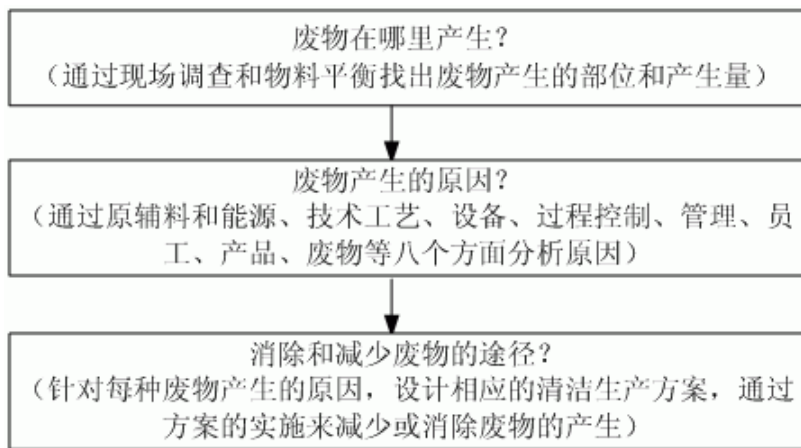 废物在哪里产生？
（通过现场调查和物料平衡找出废物产生的部位和产生量）
废物产生的原因？
（通过原辅料和能源、技术工艺、设备、过程控制、管理、员
工、产品、废物等八个方面分析原因）
消除和减少废物的途径？
（针对每种废物产生的原因，设计相应的清洁生产方案，通过
方案的实施来减少或消除废物的产生）